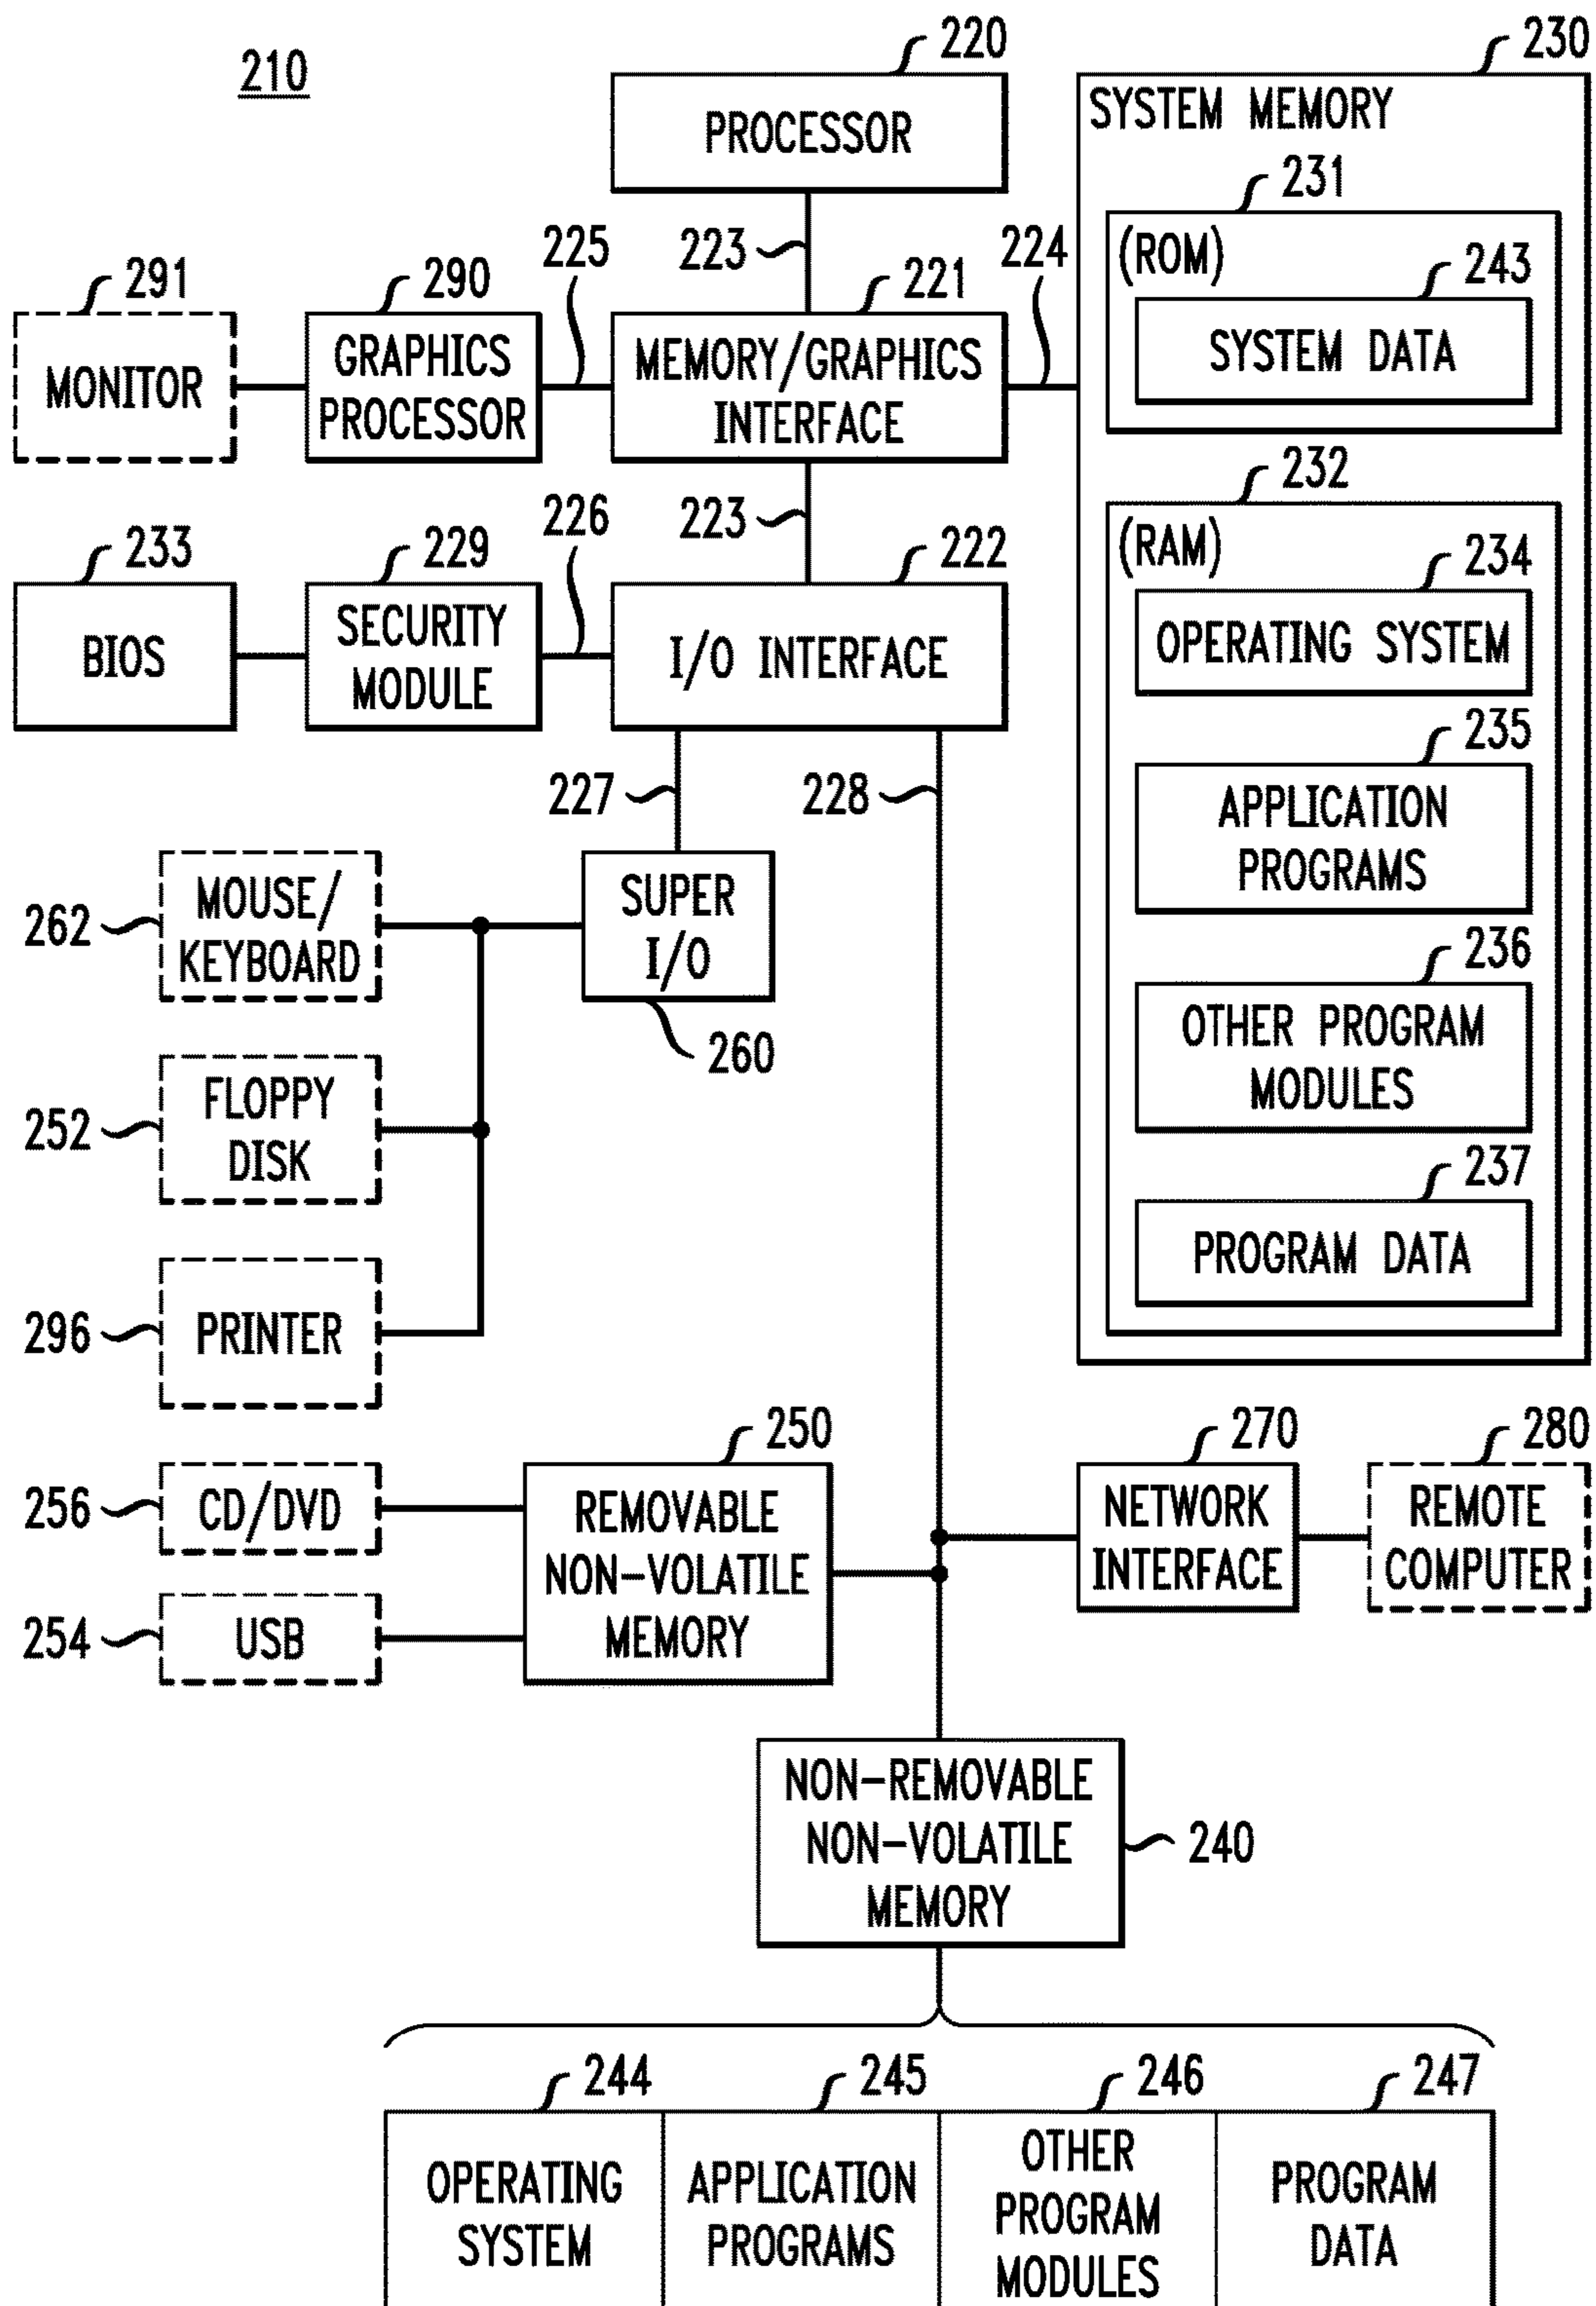 210
220
PROCESSOR
230
SYSTEM MEMORY
231
(ROM)
243
SYSTEM DATA
223
225
224
291
MONITOR
290
GRAPHICS
PROCESSOR
221
MEMORY/GRAPHICS
INTERFACE
232
(RAM)
234
OPERATING SYSTEM
235
APPLICATION
PROGRAMS
236
OTHER PROGRAM
MODULES
237
PROGRAM DATA
226
223
233
BIOS
229
SECURITY
MODULE
222
I/O INTERFACE
227
228
262
MOUSE/
KEYBOARD
SUPER
I/O
260
252
FLOPPY
DISK
296
PRINTER
256
CD/DVD
254
USB
250
REMOVABLE
NON-VOLATILE
MEMORY
270
NETWORK
INTERFACE
280
REMOTE
COMPUTER
NON-REMOVABLE
NON-VOLATILE
MEMORY
240
244
OPERATING
SYSTEM
245
APPLICATION
PROGRAMS
246
OTHER
PROGRAM
MODULES
247
PROGRAM
DATA